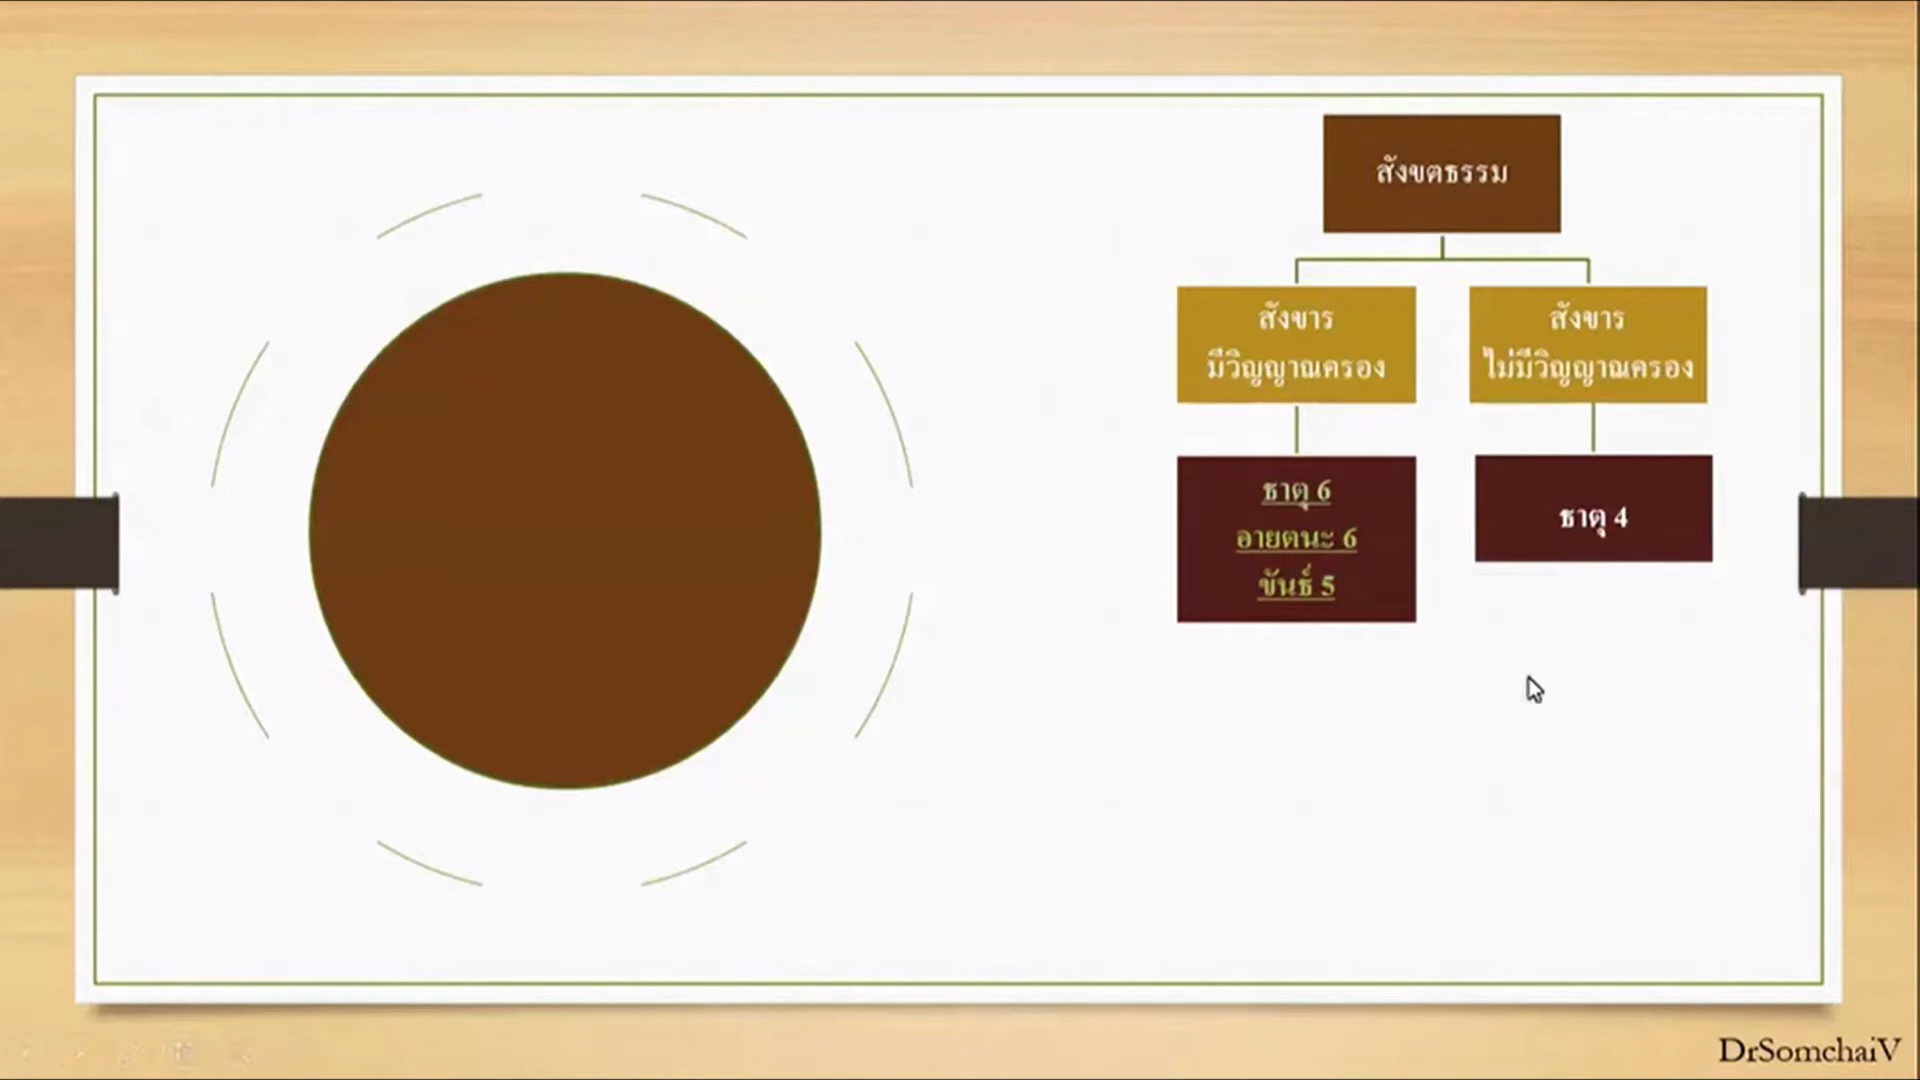 สังขตธรรม
สังขาร
มีวิญญาณครอง
สังขาร
ไม่มีวิญญาณครอง
ธาตุ 6
อายตนะ 6
ขันธ์ 5
ธาตุ 4
DrSomchaiV